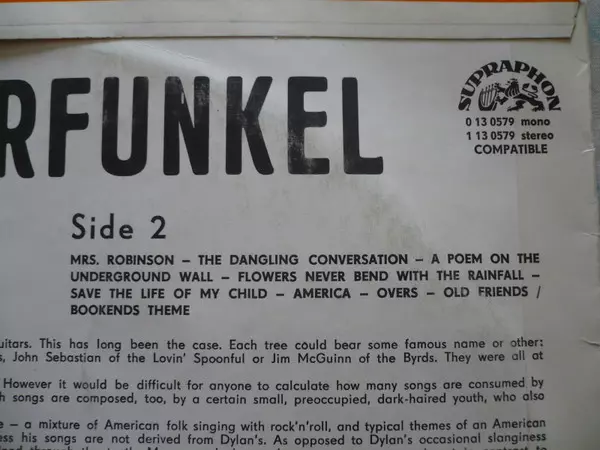 RFUNKEL
SUPRAPHON
0 13 0579 mono
1 13 0579 stereo
COMPATIBLE
Side 2
MRS. ROBINSON – THE DANGLING CONVERSATION – A POEM ON THE
UNDERGROUND WALL – FLOWERS NEVER BEND WITH THE RAINFALL –
SAVE THE LIFE OF MY CHILD – AMERICA – OVERS – OLD FRIENDS /
BOOKENDS THEME
uitars. This has long been the case. Each tree could bear some famous name or other:
s, John Sebastian of the Lovin' Spoonful or Jim McGuinn of the Byrds. They were all at
However it would be difficult for anyone to calculate how many songs are consumed by
h songs are composed, too, by a certain small, preoccupied, dark-haired youth, who also
e – a mixture of American folk singing with rock'n'roll, and typical themes of an American
ess his songs are not derived from Dylan's. As opposed to Dylan's occasional slanginess